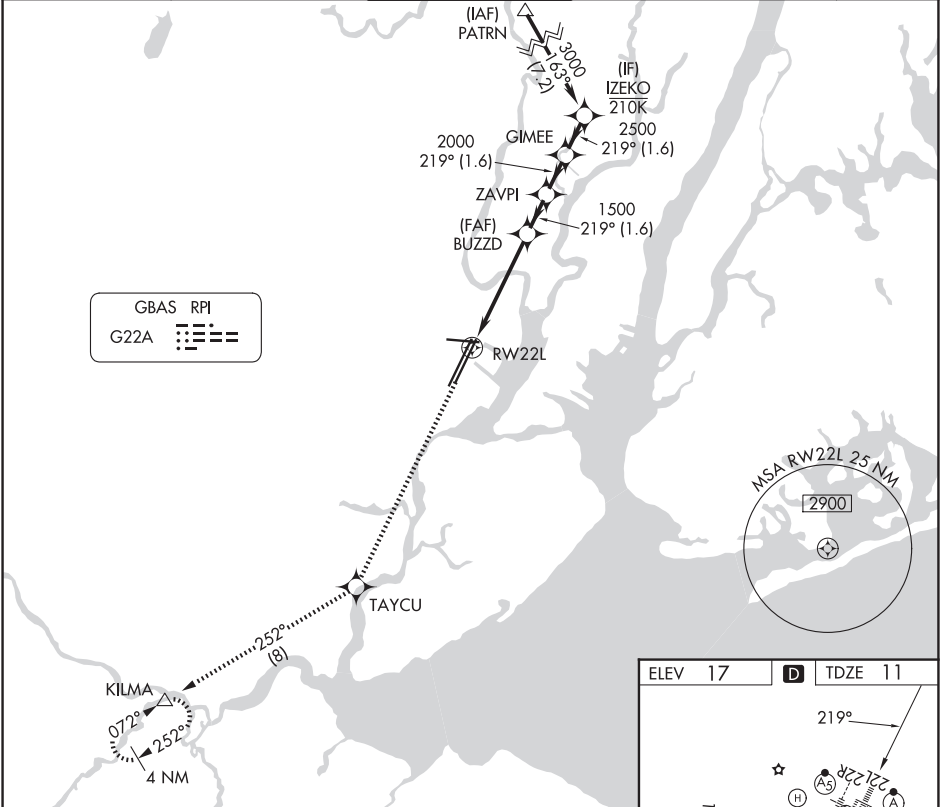 (IAF)
PATRN
3000
163°
(7.2)
(IF)
IZEKO
210K
GIMEE
2500
219° (1.6)
2000
219° (1.6)
ZAVPI
1500
219° (1.6)
(FAF)
BUZZD
GBAS RPI
G22A
RW22L
MSA RW22L 25 NM
2900
TAYCU
252°
(8)
KILMA
072°
252°
4 NM
ELEV 17
D
TDZE 11
219°
22L
22R
A5
H
A